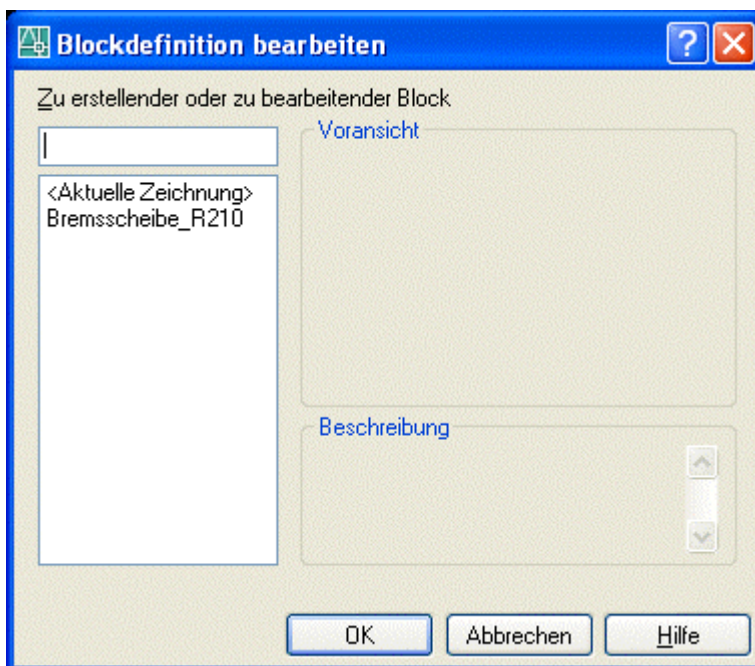 Blockdefinition bearbeiten
Zu erstellender oder zu bearbeitender Block
Voransicht
<Aktuelle Zeichnung>
Bremsscheibe_R210
Beschreibung
OK
Abbrechen
Hilfe